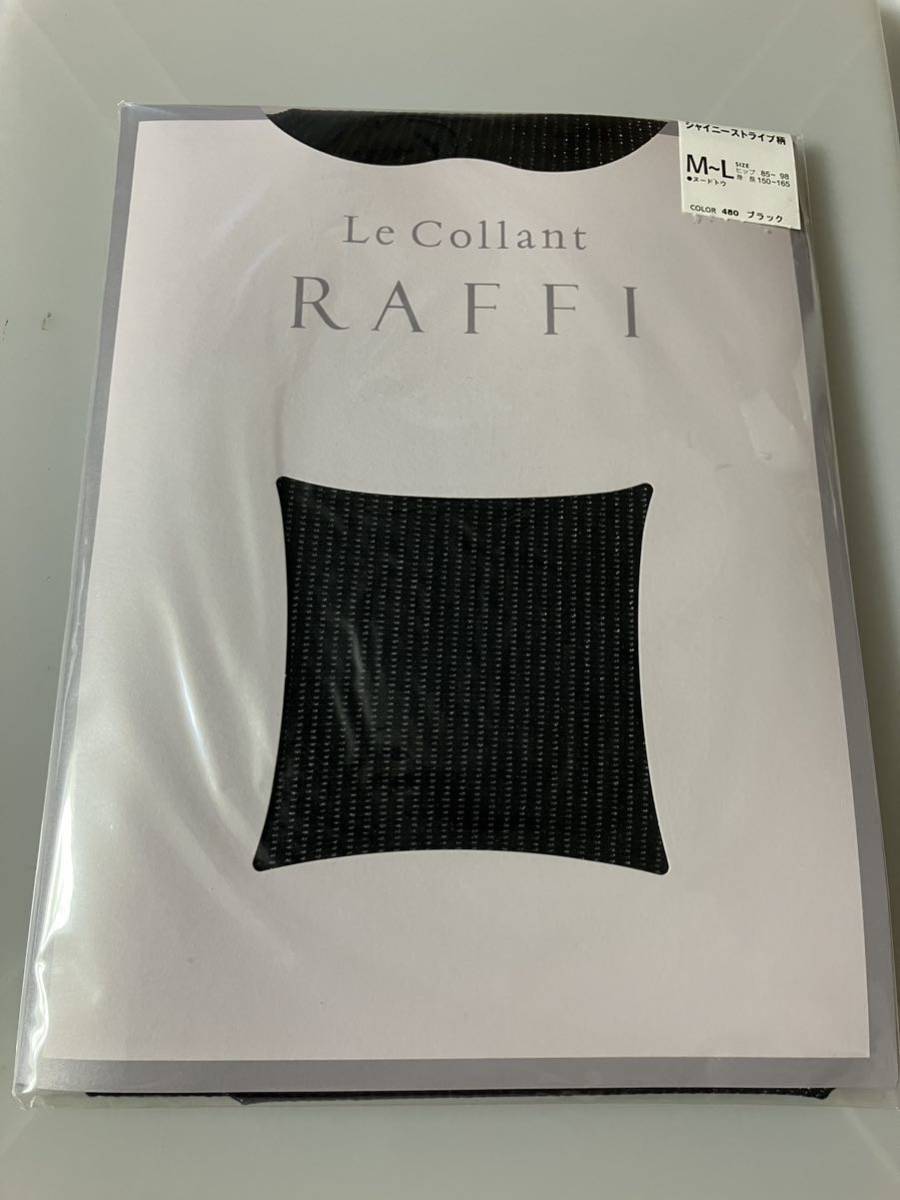 シャイニーストライプ柄
M~L SIZE
ヒップ 85~98
身長 150~165
●ヌードトウ
COLOR 480 ブラック
Le Collant
RAFFI